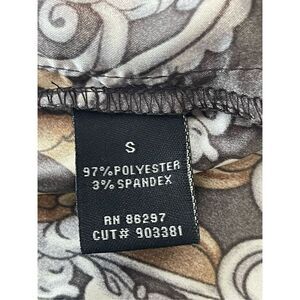 S
97% POLYESTER
3% SPANDEX
RN 86297
CUT# 903381